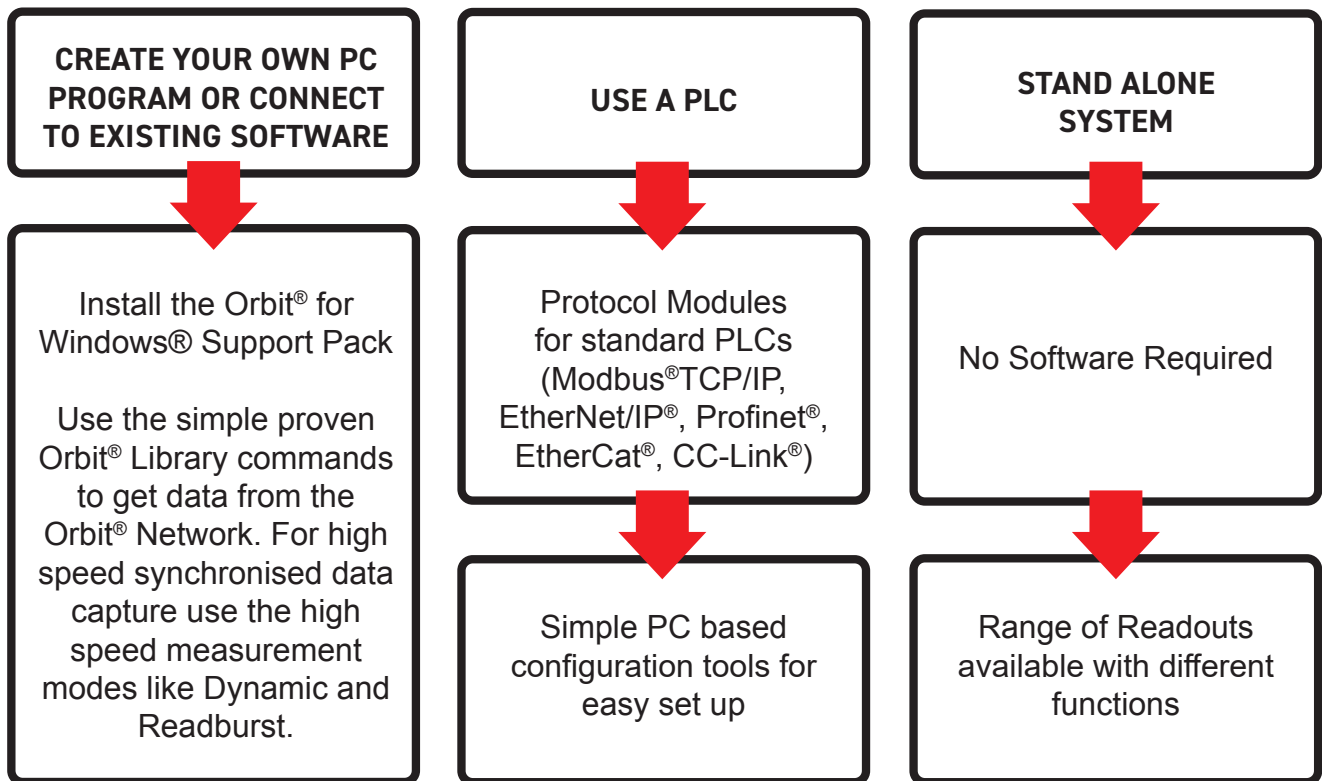 CREATE YOUR OWN PC
PROGRAM OR CONNECT
TO EXISTING SOFTWARE
Install the Orbit® for
Windows® Support Pack
Use the simple proven
Orbit® Library commands
to get data from the
Orbit® Network. For high
speed synchronised data
capture use the high
speed measurement
modes like Dynamic and
Readburst.
USE A PLC
Protocol Modules
for standard PLCs
(Modbus®TCP/IP,
EtherNet/IP®, Profinet®,
EtherCat®, CC-Link®)
Simple PC based
configuration tools for
easy set up
STAND ALONE
SYSTEM
No Software Required
Range of Readouts
available with different
functions